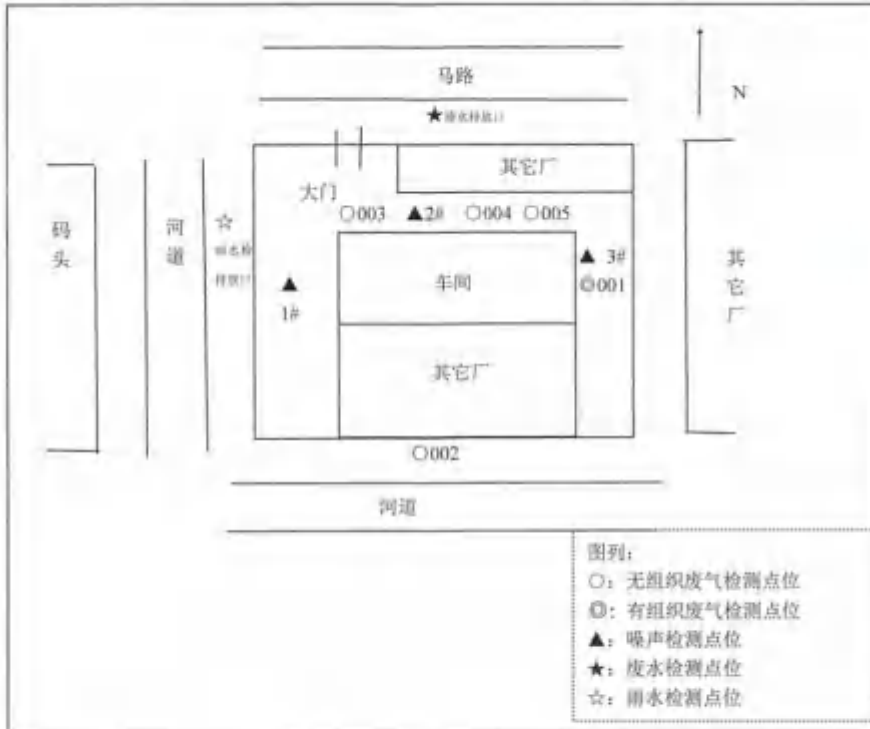 马路
N
★废水排放口
其它厂
大门
○003 ▲2# ○004 ○005
☆
雨水检
排放口
码头
河道
▲
1#
▲ 3#
◎001
车间
其它厂
其它厂
○002
河道
图列:
○: 无组织废气检测点位
◎: 有组织废气检测点位
▲: 噪声检测点位
★: 废水检测点位
☆: 雨水检测点位